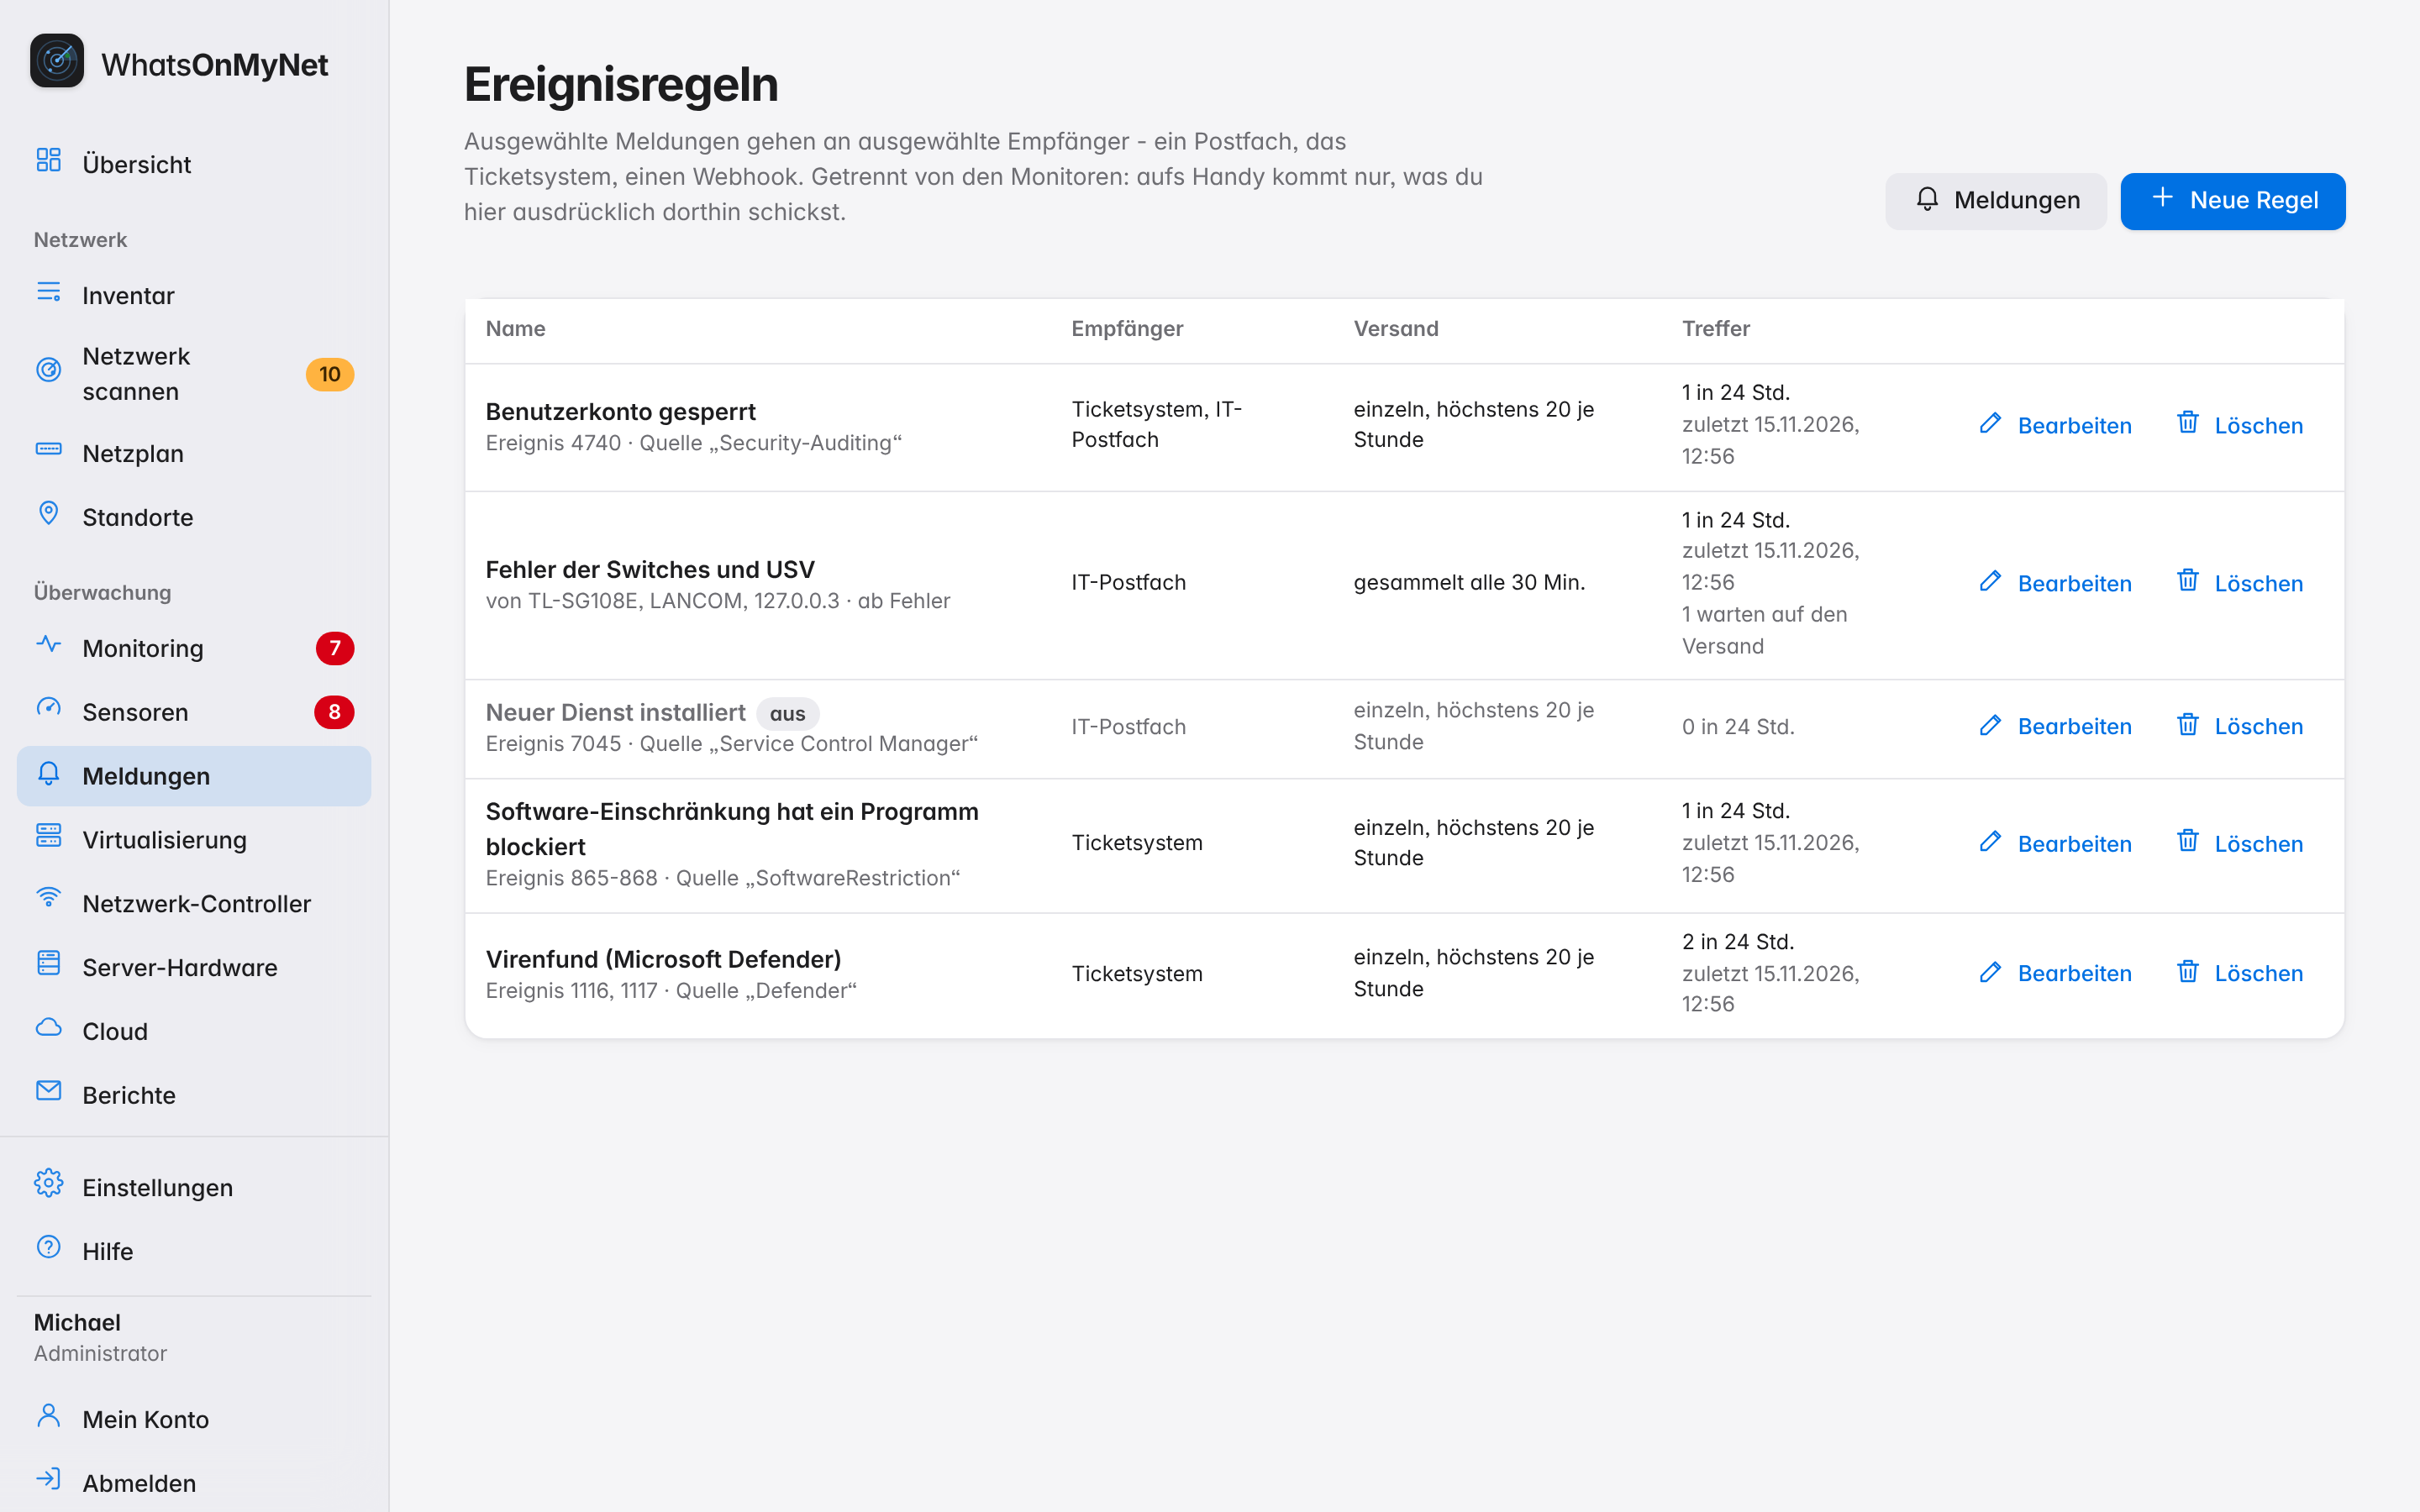 WhatsOnMyNet
Übersicht
Netzwerk
Inventar
Netzwerk
scannen
10
Netzplan
Standorte
Überwachung
Monitoring
7
Sensoren
8
Meldungen
Virtualisierung
Netzwerk-Controller
Server-Hardware
Cloud
Berichte
Einstellungen
Hilfe
Michael
Administrator
Mein Konto
Abmelden
Ereignisregeln
Ausgewählte Meldungen gehen an ausgewählte Empfänger - ein Postfach, das
Ticketsystem, einen Webhook. Getrennt von den Monitoren: aufs Handy kommt nur, was du
hier ausdrücklich dorthin schickst.
Meldungen
Neue Regel
Name Empfänger Versand Treffer
Benutzerkonto gesperrt
Ereignis 4740 · Quelle „Security-Auditing“
Ticketsystem, IT-
Postfach
einzeln, höchstens 20 je
Stunde
1 in 24 Std.
zuletzt 15.11.2026,
12:56
Bearbeiten Löschen
Fehler der Switches und USV
von TL-SG108E, LANCOM, 127.0.0.3 · ab Fehler
IT-Postfach
gesammelt alle 30 Min.
1 in 24 Std.
zuletzt 15.11.2026,
12:56
1 warten auf den
Versand
Bearbeiten Löschen
Neuer Dienst installiert aus
Ereignis 7045 · Quelle „Service Control Manager“
IT-Postfach
einzeln, höchstens 20 je
Stunde
0 in 24 Std.
Bearbeiten Löschen
Software-Einschränkung hat ein Programm
blockiert
Ereignis 865-868 · Quelle „SoftwareRestriction“
Ticketsystem
einzeln, höchstens 20 je
Stunde
1 in 24 Std.
zuletzt 15.11.2026,
12:56
Bearbeiten Löschen
Virenfund (Microsoft Defender)
Ereignis 1116, 1117 · Quelle „Defender“
Ticketsystem
einzeln, höchstens 20 je
Stunde
2 in 24 Std.
zuletzt 15.11.2026,
12:56
Bearbeiten Löschen